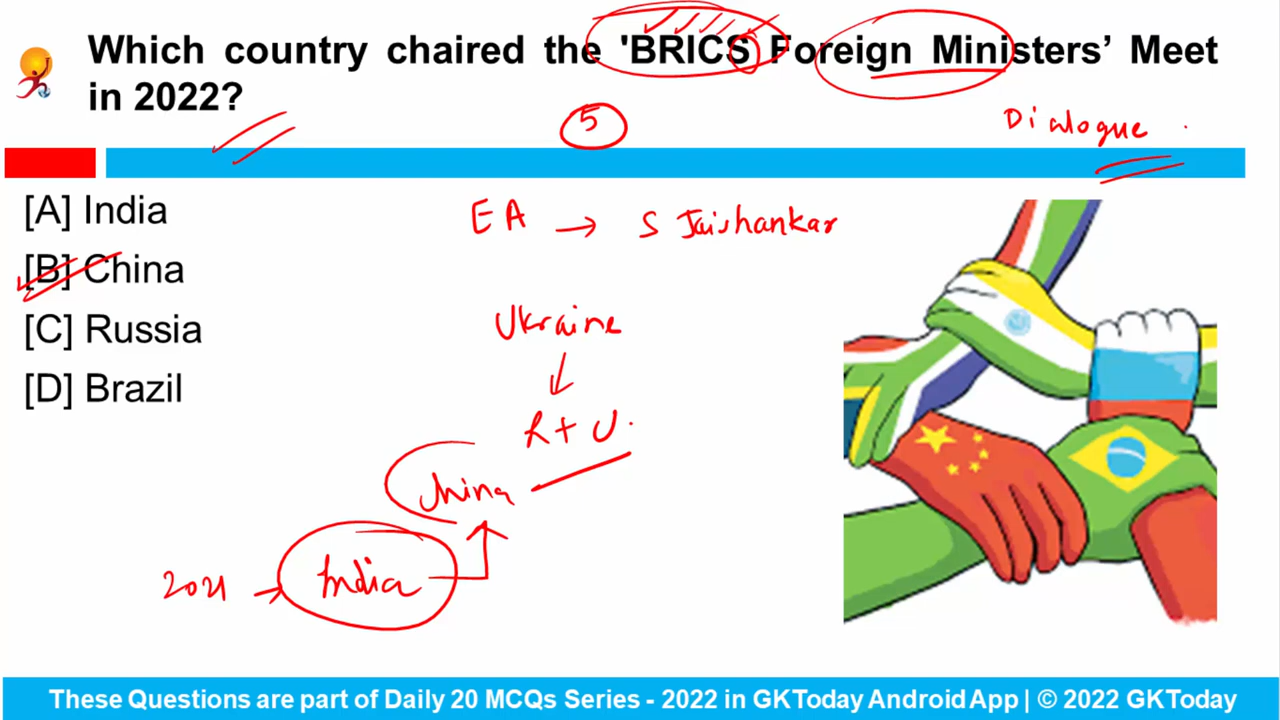 Which country chaired the 'BRICS Foreign Ministers’ Meet
in 2022?
5
Dialogue
[A] India
EA → S Jaishankar
[B] China
[C] Russia
Ukraine
[D] Brazil
R + U.
China
2021 → India
These Questions are part of Daily 20 MCQs Series - 2022 in GKToday Android App | © 2022 GKToday